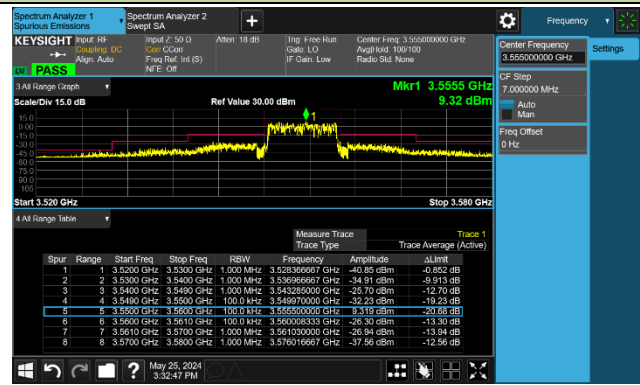 Spectrum Analyzer 1
Spurious Emissions
Spectrum Analyzer 2
Swept SA
Frequency
KEYSIGHT
Input: RF
Coupling: DC
Align: Auto
Input Z: 50 Ω
Corr CCorr
Freq Ref: Int (S)
NFE: Off
Atten: 18 dB
Trig: Free Run
Gate: LO
IF Gain: Low
Center Freq: 3.555000000 GHz
Avg|Hold: 100/100
Radio Std: None
LNI PASS
Center Frequency
3.555000000 GHz
Settings
CF Step
7.000000 MHz
Auto
Man
Freq Offset
0 Hz
3 All Range Graph
Mkr1 3.5555 GHz
Scale/Div 15.0 dB
Ref Value 30.00 dBm
9.32 dBm
1
15.0
0.00
-15.0
-30.0
-45.0
-60.0
-75.0
-90.0
-105
Start 3.520 GHz
Stop 3.580 GHz
4 All Range Table
Measure Trace Trace 1
Trace Type Trace Average (Active)
Spur Range Start Freq Stop Freq RBW Frequency Amplitude ΔLimit
1 1 3.5200 GHz 3.5300 GHz 1.000 MHz 3.528366667 GHz -40.85 dBm -0.852 dB
2 2 3.5300 GHz 3.5400 GHz 1.000 MHz 3.536966667 GHz -34.91 dBm -9.913 dB
3 3 3.5400 GHz 3.5490 GHz 1.000 MHz 3.543285000 GHz -25.70 dBm -12.70 dB
4 4 3.5490 GHz 3.5500 GHz 100.0 kHz 3.549970000 GHz -32.23 dBm -19.23 dB
5 5 3.5500 GHz 3.5600 GHz 100.0 kHz 3.555500000 GHz 9.319 dBm -20.68 dB
6 6 3.5600 GHz 3.5610 GHz 100.0 kHz 3.560008333 GHz -26.30 dBm -13.30 dB
7 7 3.5610 GHz 3.5700 GHz 1.000 MHz 3.561030000 GHz -26.94 dBm -13.94 dB
8 8 3.5700 GHz 3.5800 GHz 1.000 MHz 3.576016667 GHz -37.56 dBm -12.56 dB
May 25, 2024
3:32:47 PM